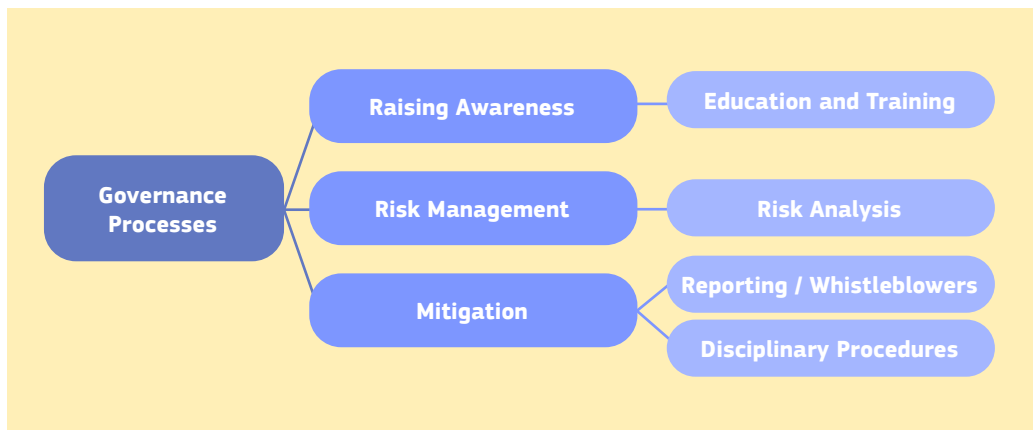 Governance
Processes
Raising Awareness
Education and Training
Risk Management
Risk Analysis
Mitigation
Reporting / Whistleblowers
Disciplinary Procedures